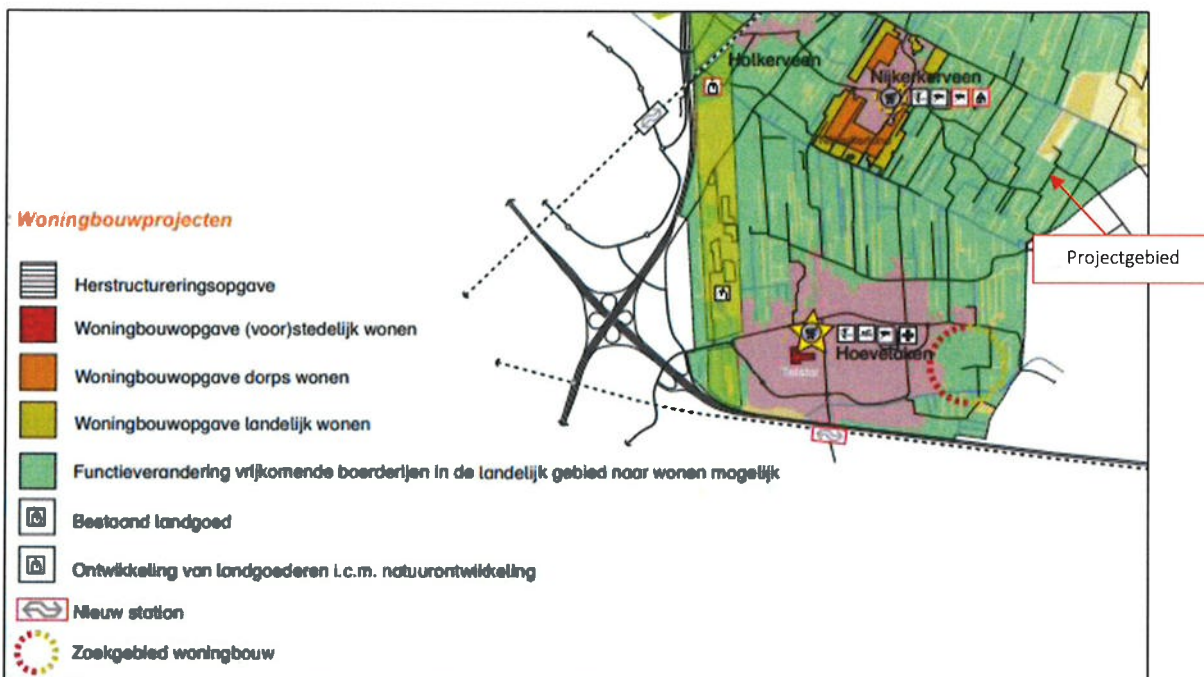 Holkerveen
Nijkerkerveen
Projectgebied
Hoevelaken
Telstar
Woningbouwprojecten
Herstructureringsopgave
Woningbouwopgave (voor)stedelijk wonen
Woningbouwopgave dorps wonen
Woningbouwopgave landelijk wonen
Functieverandering vrijkomende boerderijen in de landelijk gebied naar wonen mogelijk
Bestaand landgoed
Ontwikkeling van landgoederen i.c.m. natuurontwikkeling
Nieuw station
Zoekgebied woningbouw